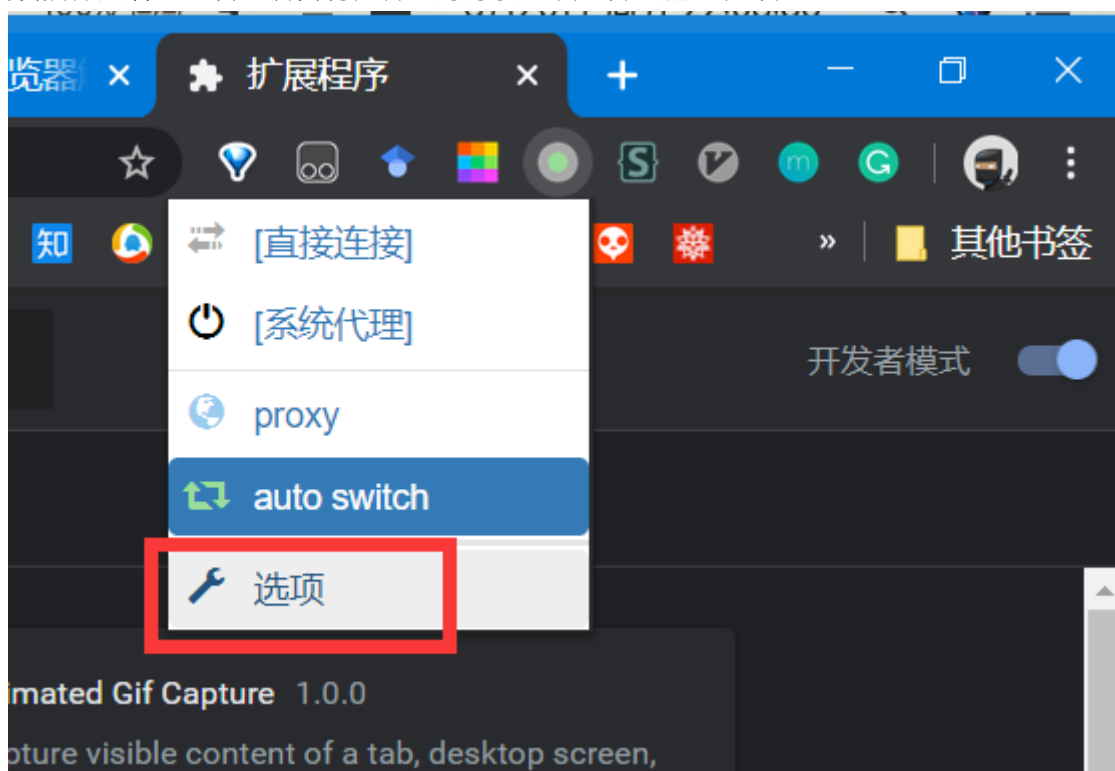 览器
扩展程序
知
其他书签
[直接连接]
[系统代理]
开发者模式
proxy
auto switch
选项
imated Gif Capture 1.0.0
pture visible content of a tab, desktop screen,